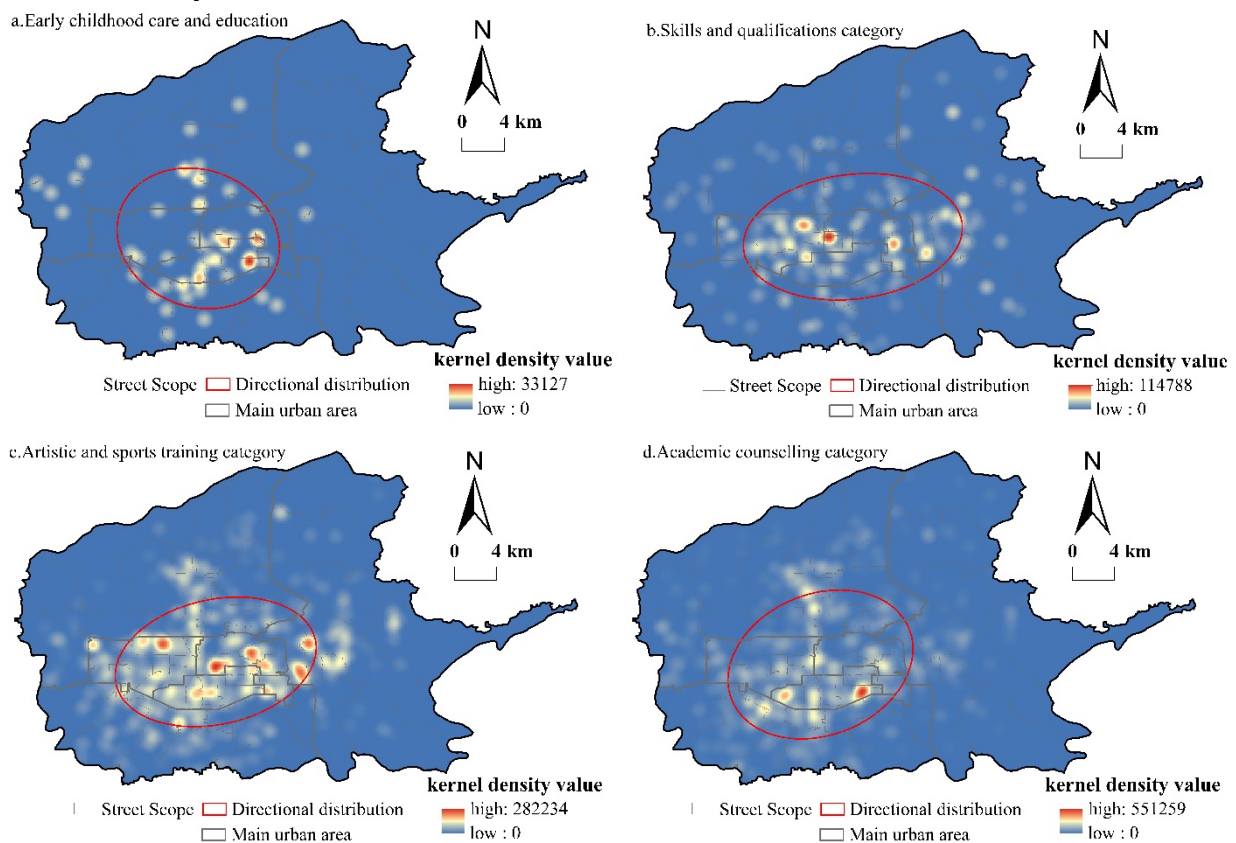 a.Early childhood care and education
N
0 4 km
kernel density value
Street Scope Directional distribution high: 33127
Main urban area low : 0
b.Skills and qualifications category
N
0 4 km
kernel density value
Street Scope Directional distribution high: 114788
Main urban area low : 0
c.Artistic and sports training category
N
0 4 km
kernel density value
Street Scope Directional distribution high: 282234
Main urban area low : 0
d.Academic counselling category
N
0 4 km
kernel density value
Street Scope Directional distribution high: 551259
Main urban area low : 0